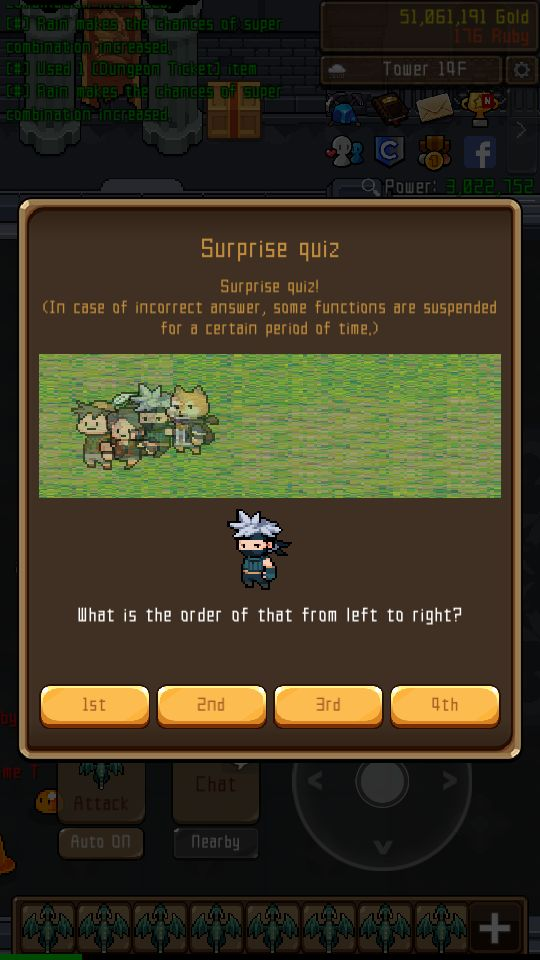 combination increased.
[#] Rain makes the chances of super
combination increased.
[#] Used 1 [Dungeon Ticket] item
[#] Rain makes the chances of super
combination increased.
51,061,191 Gold
176 Ruby
Tower 19F
N
C
f
Power: 3,022,752
Surprise quiz
Surprise quiz!
(In case of incorrect answer, some functions are suspended
for a certain period of time.)
What is the order of that from left to right?
1st
2nd
3rd
4th
Attack
Chat
Auto ON
Nearby